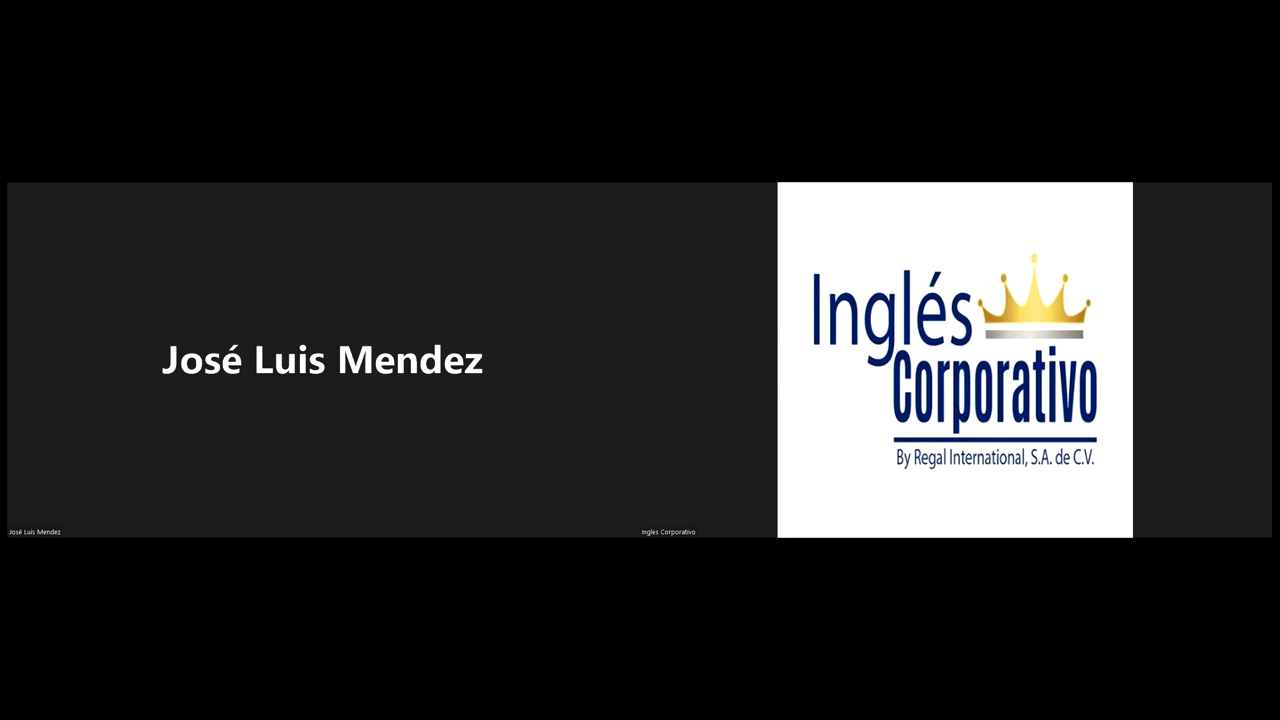 José Luis Mendez
Inglés
Corporativo
By Regal International, S.A. de C.V.
José Luis Mendez
Ingles Corporativo